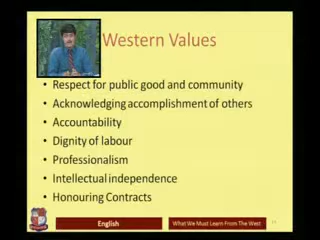 Western Values
• Respect for public good and community
• Acknowledging accomplishment of others
• Accountability
• Dignity of labour
• Professionalism
• Intellectual independence
• Honouring Contracts
English
What We Must Learn From The West